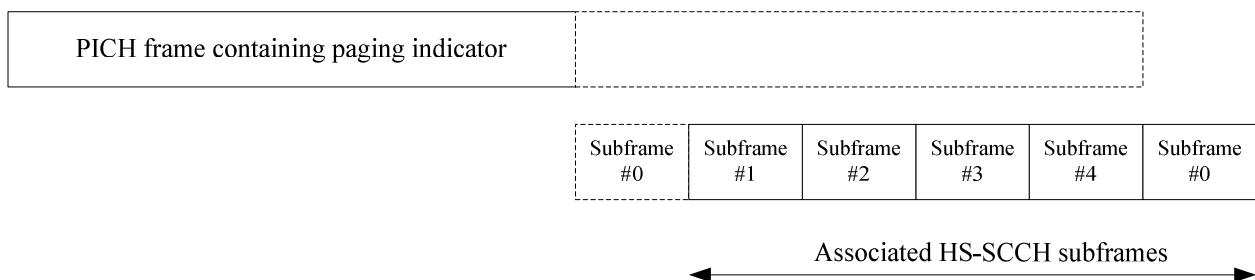 PICH frame containing paging indicator
Subframe
#0
Subframe
#1
Subframe
#2
Subframe
#3
Subframe
#4
Subframe
#0
Associated HS-SCCH subframes